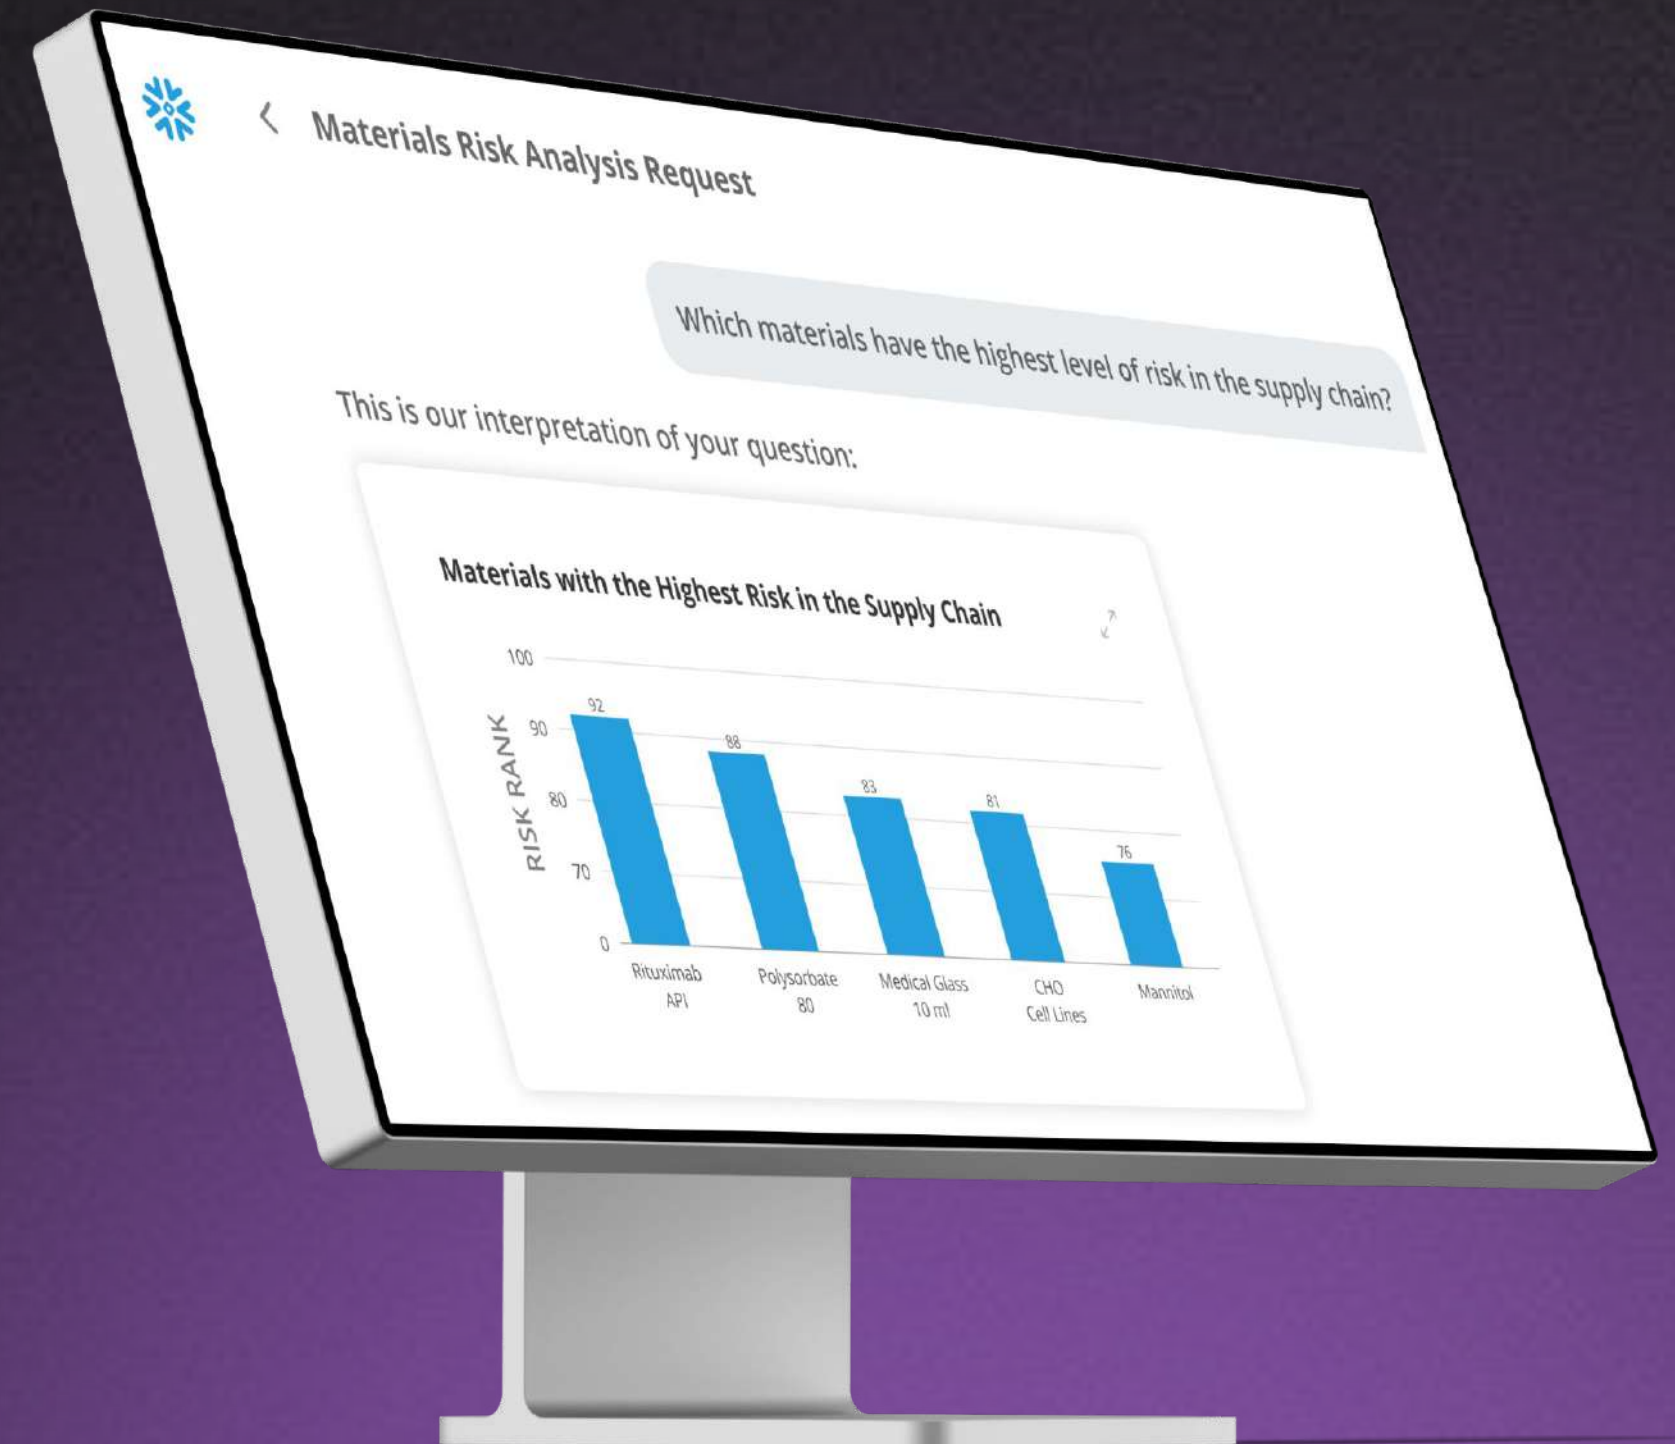 Materials Risk Analysis Request
Which materials have the highest level of risk in the supply chain?
This is our interpretation of your question:
Materials with the Highest Risk in the Supply Chain
100
90
80
70
0
RISK RANK
92
88
83
81
76
Rituximab
API
Polysorbate
80
Medical Glass
10 ml
CHO
Cell Lines
Mannitol